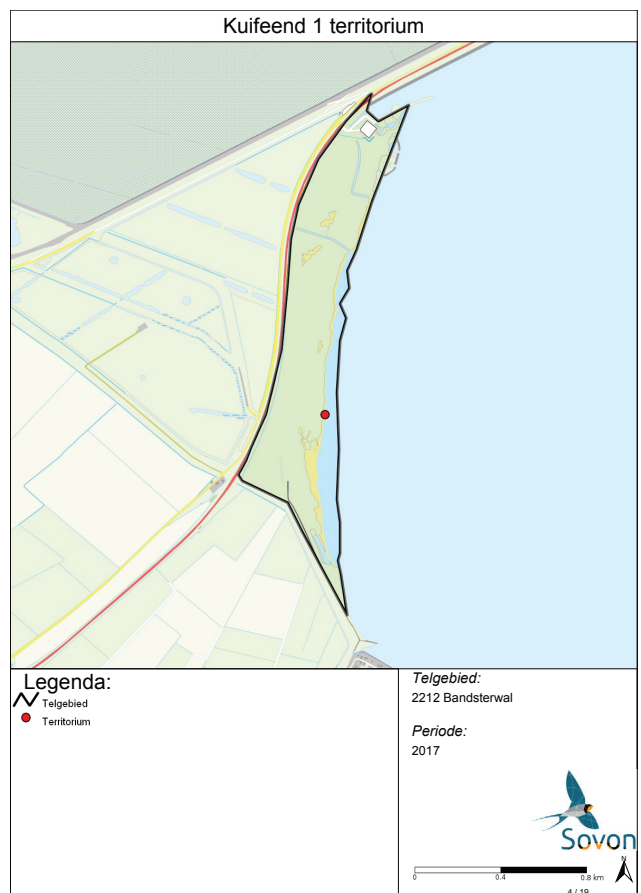 Kuifeend 1 territorium
Legenda:
Telgebied
Territorium
Telgebied:
2212 Bandsterwal
Periode:
2017
Sovon
N
0 0.4 0.8 km
4 / 19